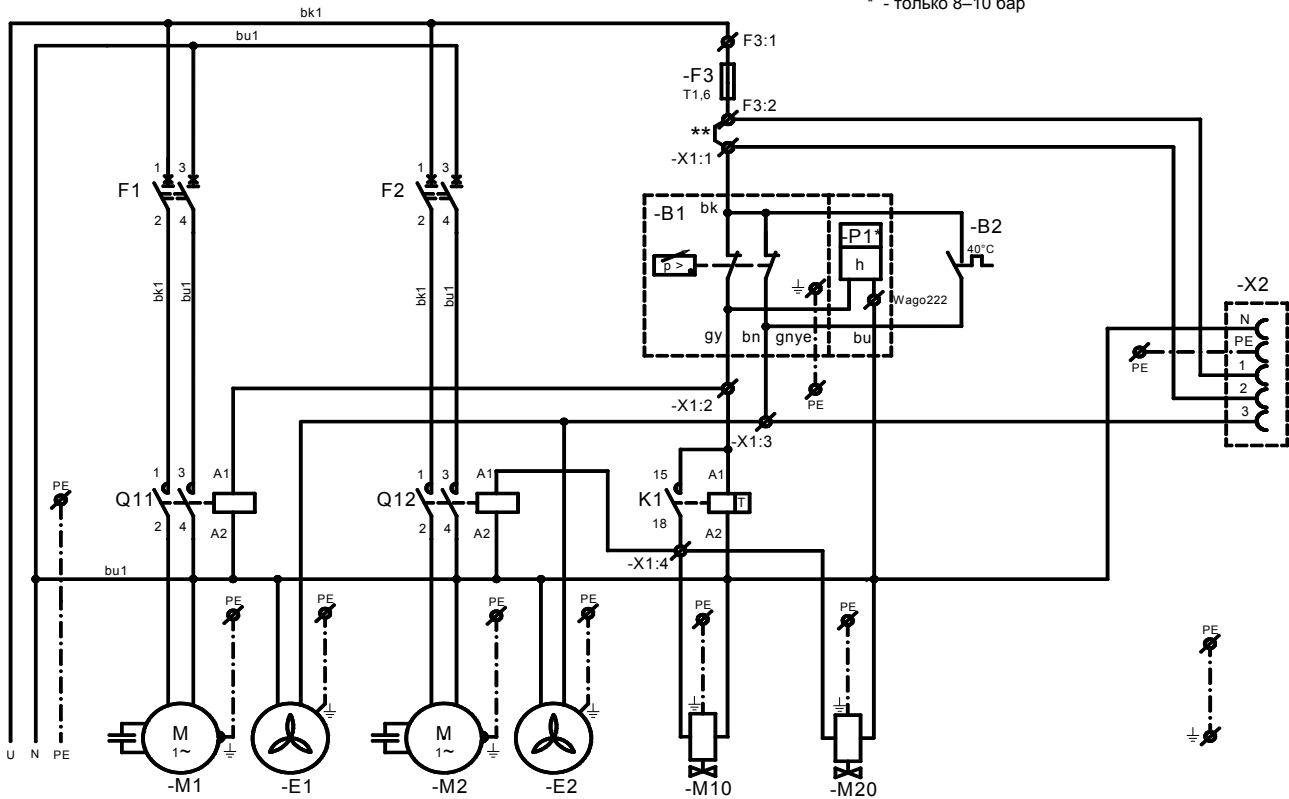 * - только 8–10 бар
bk1
bu1
F3:1
-F3
T1,6
F3:2
**
-X1:1
1 3
F1
2 4
1 3
F2
2 4
-B1 bk
-P1*
h
-B2
40°C
p >
Wago222
-X2
N
PE
1
2
3
PE
bk1 bu1
bk1 bu1
gy bn gnye bu
PE
-X1:2
-X1:3
PE
1 3 A1
Q11
2 4 A2
1 3 A1
Q12
2 4 A2
15 A1
K1
T
18 A2
-X1:4
bu1
PE
PE
PE
PE
PE
PE
PE
M
1~
M
1~
U N PE
-M1
-E1
-M2
-E2
-M10
-M20